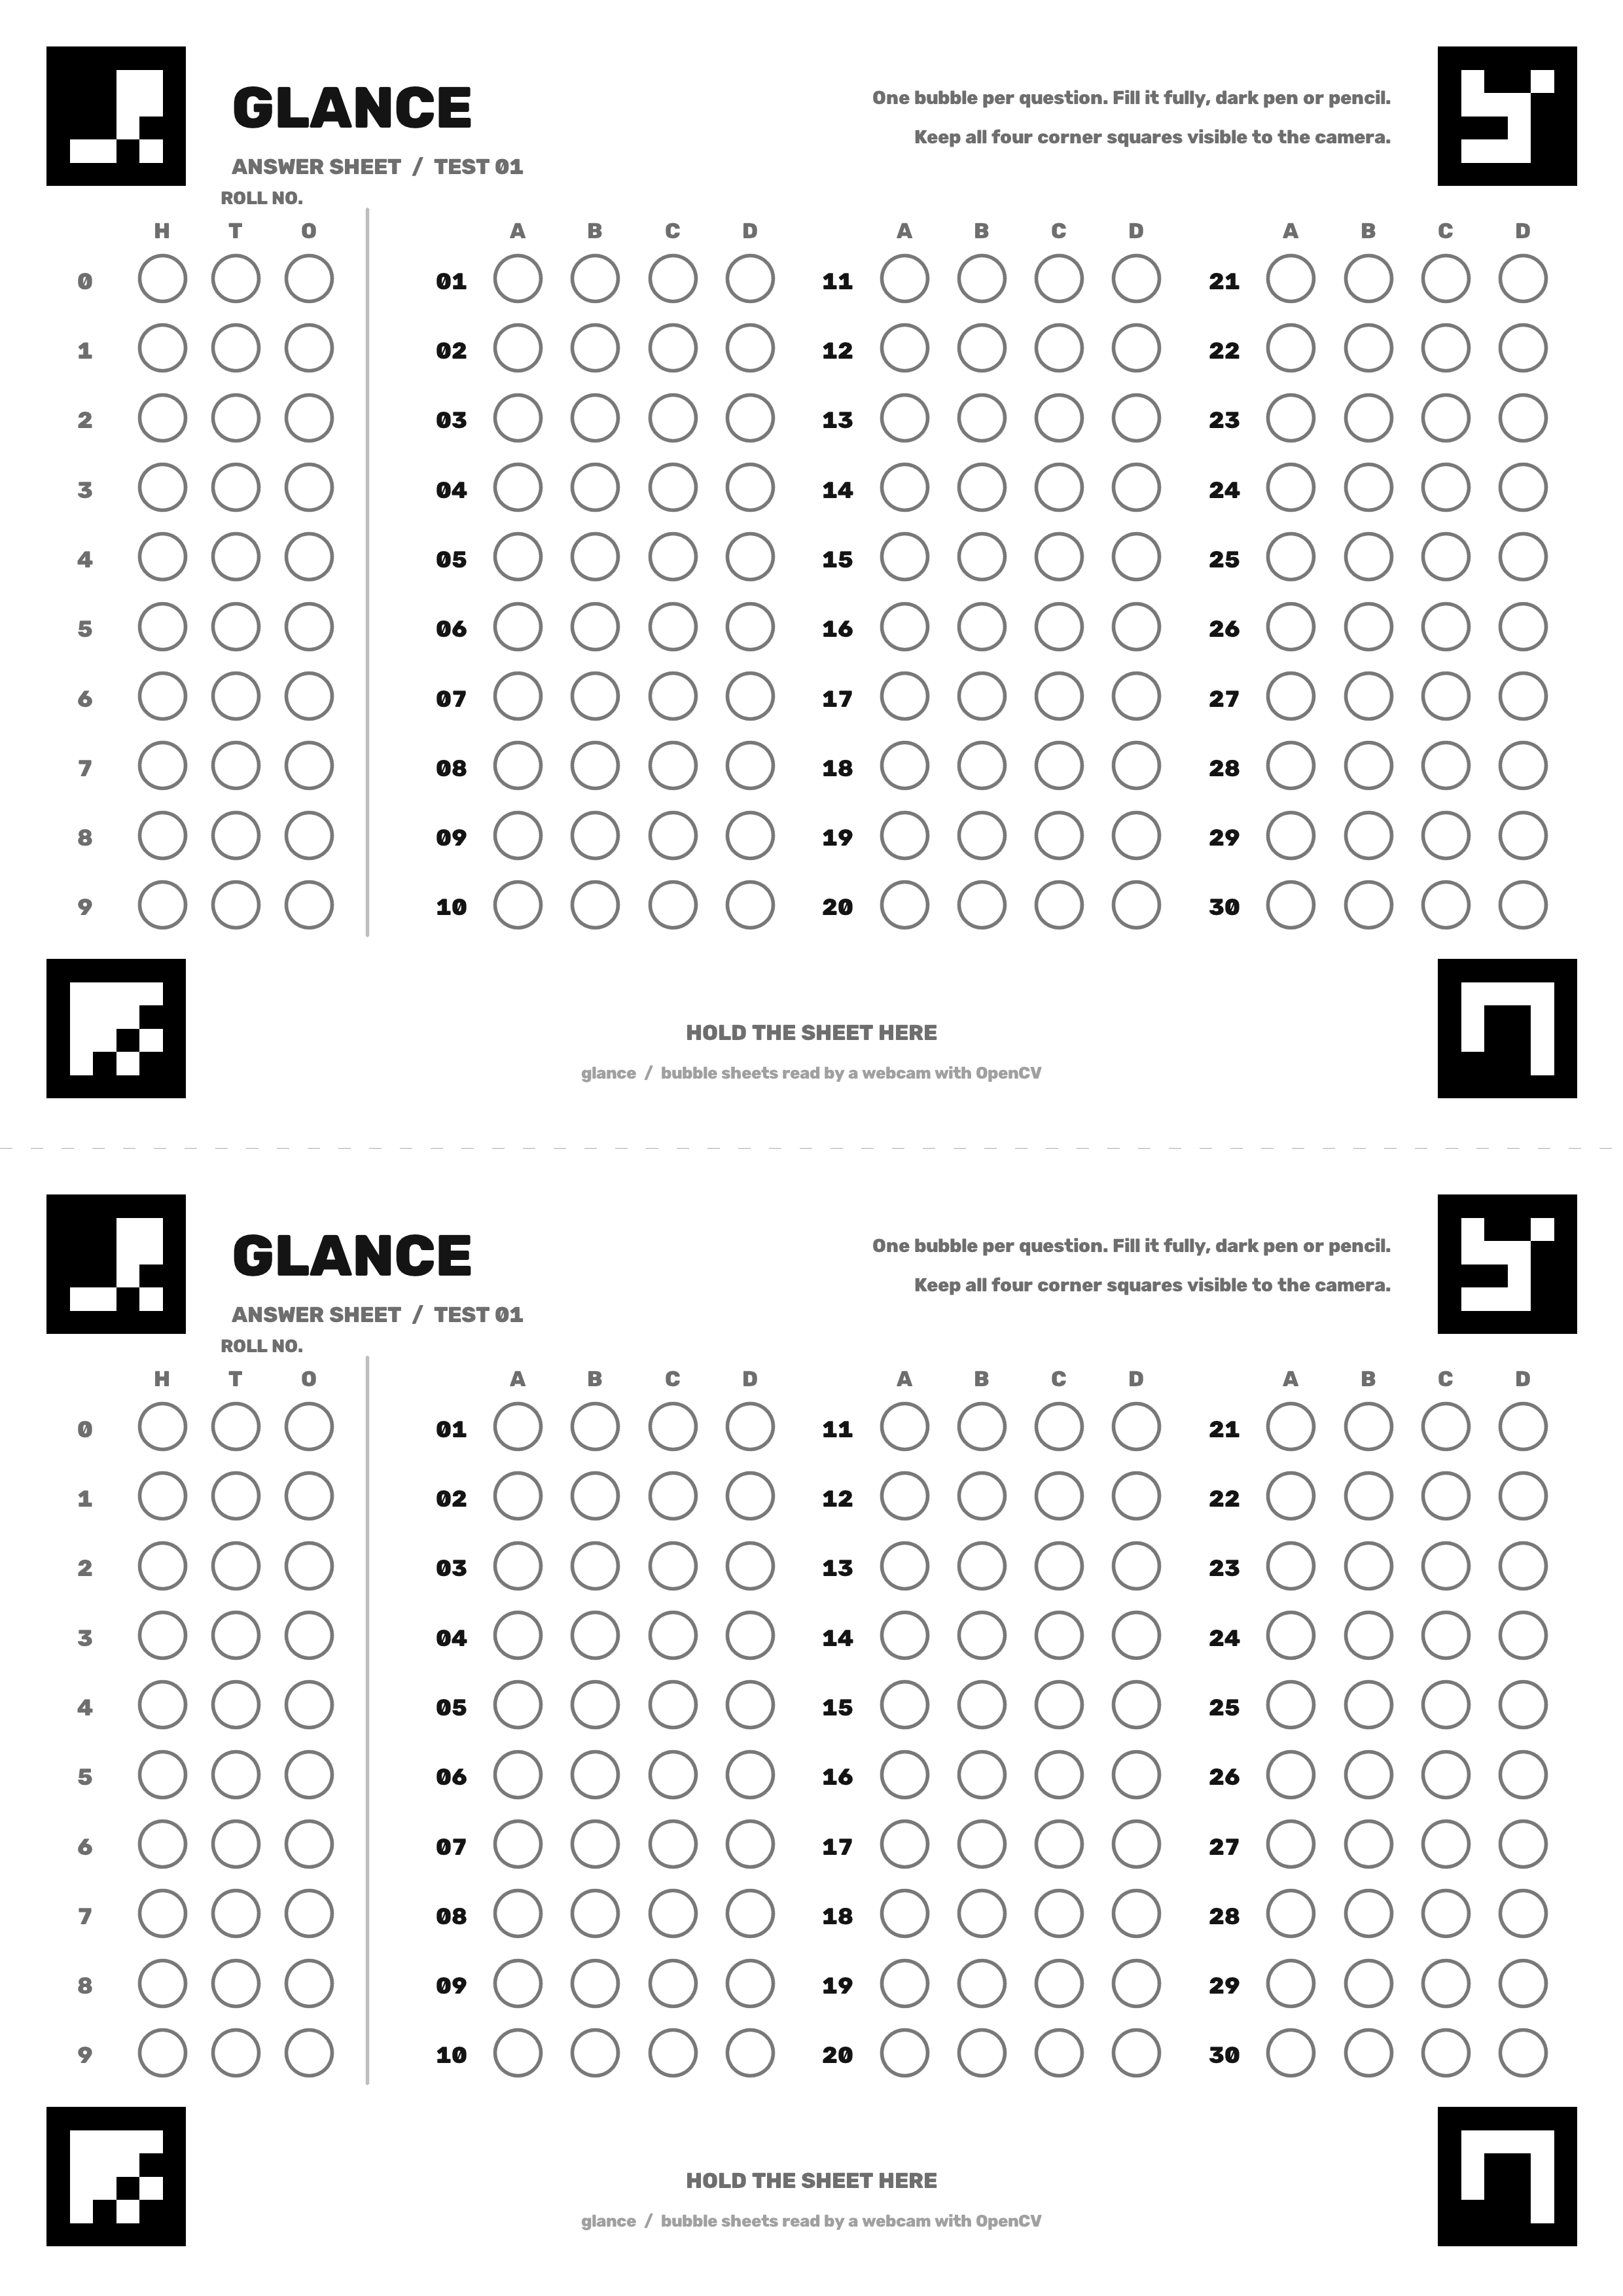 GLANCE
One bubble per question. Fill it fully, dark pen or pencil.
Keep all four corner squares visible to the camera.
ANSWER SHEET / TEST 01
ROLL NO.
H T O A B C D A B C D A B C D
0 01 11 21
1 02 12 22
2 03 13 23
3 04 14 24
4 05 15 25
5 06 16 26
6 07 17 27
7 08 18 28
8 09 19 29
9 10 20 30
HOLD THE SHEET HERE
glance / bubble sheets read by a webcam with OpenCV
GLANCE
One bubble per question. Fill it fully, dark pen or pencil.
Keep all four corner squares visible to the camera.
ANSWER SHEET / TEST 01
ROLL NO.
H T O A B C D A B C D A B C D
0 01 11 21
1 02 12 22
2 03 13 23
3 04 14 24
4 05 15 25
5 06 16 26
6 07 17 27
7 08 18 28
8 09 19 29
9 10 20 30
HOLD THE SHEET HERE
glance / bubble sheets read by a webcam with OpenCV